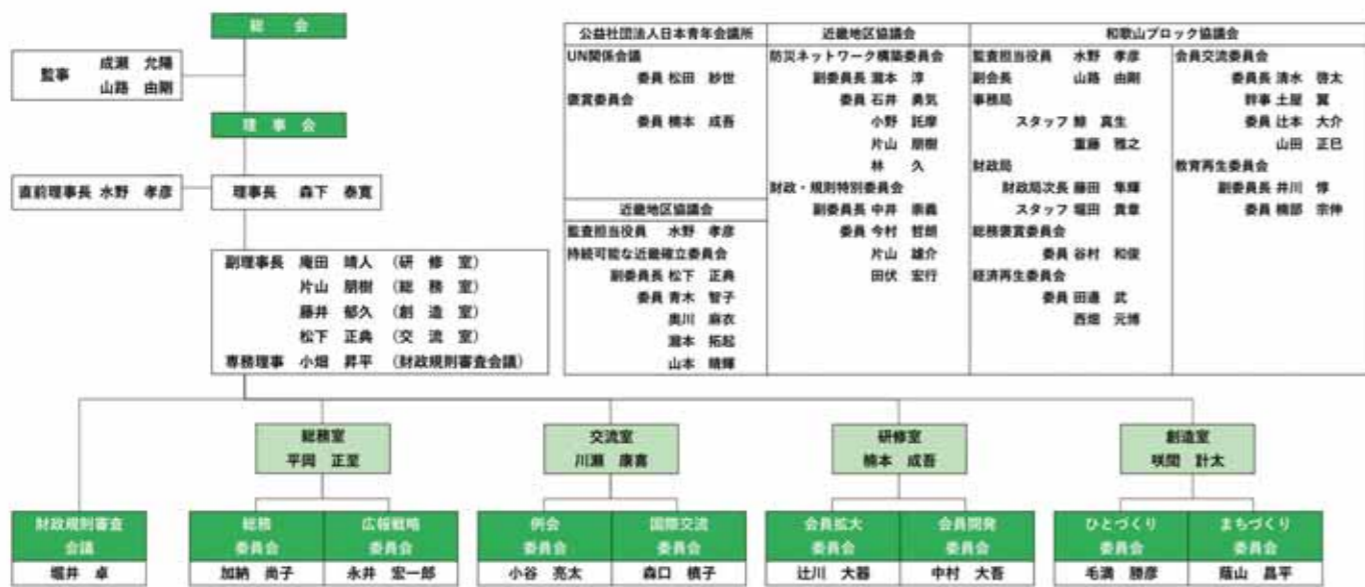 総 会
監事 成瀬 允陽
山路 由剛
理 事 会
直前理事長 水野 孝彦
理事長 森下 泰寛
副理事長 庵田 靖人 (研 修 室)
片山 朋樹 (総 務 室)
藤井 郁久 (創 造 室)
松下 正典 (交 流 室)
専務理事 小畑 昇平 (財政規則審査会議)
公益社団法人日本青年会議所
UN関係会議
委員 松田 紗世
褒賞委員会
委員 楠本 成吾
近畿地区協議会
監査担当役員 水野 孝彦
持続可能な近畿確立委員会
副委員長 松下 正典
委員 青木 智子
奥川 麻衣
瀧本 拓起
山本 晴輝
近畿地区協議会
防災ネットワーク構築委員会
副委員長 瀧本 淳
委員 石井 勇気
小野 託摩
片山 朋樹
林 久
財政・規則特別委員会
副委員長 中井 崇義
委員 今村 哲朗
片山 雄介
田伏 宏行
和歌山ブロック協議会
監査担当役員 水野 孝彦
副会長 山路 由剛
事務局
スタッフ 鯨 真生
重藤 雅之
財政局
財政局次長 藤田 隼輝
スタッフ 堀田 貴章
総務褒賞委員会
委員 谷村 和俊
経済再生委員会
委員 田邉 武
西畑 元博
会員交流委員会
委員長 清水 啓太
幹事 土屋 翼
委員 辻本 大介
山田 正巳
教育再生委員会
副委員長 井川 惇
委員 楠部 宗伸
総務室
平岡 正至
交流室
川瀬 康喜
研修室
楠本 成吾
創造室
咲間 計太
財政規則審査
会議
堀井 卓
総務
委員会
加納 尚子
広報戦略
委員会
永井 宏一郎
例会
委員会
小谷 亮太
国際交流
委員会
森口 槙子
会員拡大
委員会
辻川 大器
会員開発
委員会
中村 大吾
ひとづくり
委員会
毛満 勝彦
まちづくり
委員会
蔭山 昌平